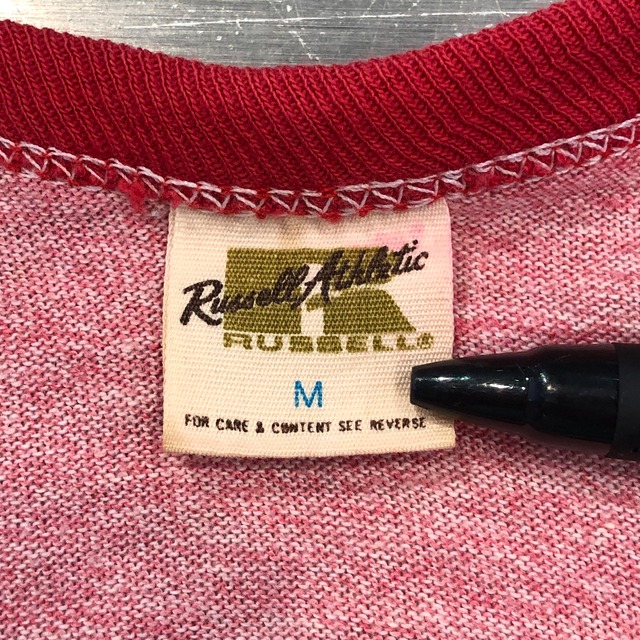 Russell Athletic
R
RUSSELL®
M
FOR CARE & CONTENT SEE REVERSE